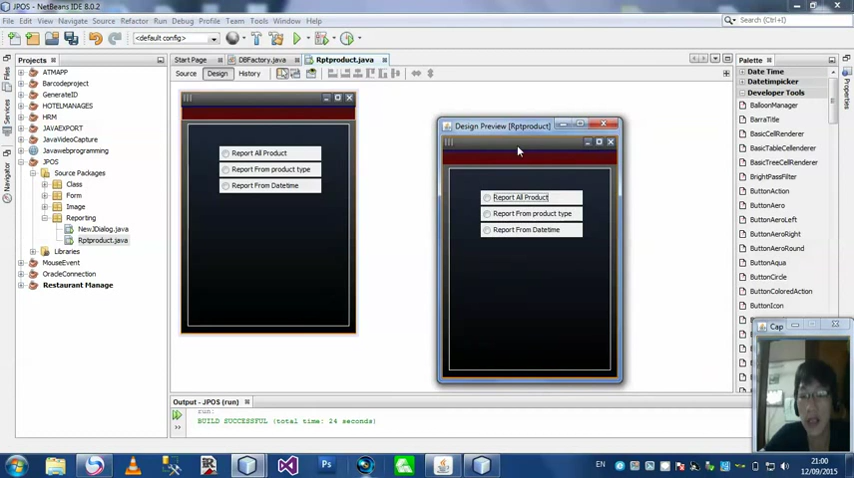 JPOS - NetBeans IDE 8.0.2
File Edit View Navigate Source Refactor Run Debug Profile Team Tools Window Help
Search (Ctrl+I)
<default config>
Projects
Start Page
DBFactory.java
Rptproduct.java
Palette
Files
Services
Properties
Source Design History
ATMAPP
Barcodeproject
GenerateID
HOTELMANAGES
HRM
JAVAEXPORT
JavaVideoCapture
Javawebprogramming
JPOS
Source Packages
Class
Form
Image
Reporting
NewJDialog.java
Rptproduct.java
Libraries
MouseEvent
OracleConnection
Restaurant Manage
Report All Product
Report From product type
Report From Datetime
Design Preview [Rptproduct]
Report All Product
Report From product type
Report From Datetime
Date Time
Datetimpicker
Developer Tools
BalloonManager
BarraTitle
BasicCellRenderer
BasicTableCellRenderer
BasicTreeCellRenderer
BrightPassFilter
ButtonAction
ButtonAero
ButtonAeroLeft
ButtonAeroRight
ButtonAeroRound
ButtonAqua
ButtonCircle
ButtonColoredAction
ButtonIcon
Cap
Output - JPOS (run)
run:
BUILD SUCCESSFUL (total time: 24 seconds)
EN
21:00
12/09/2015